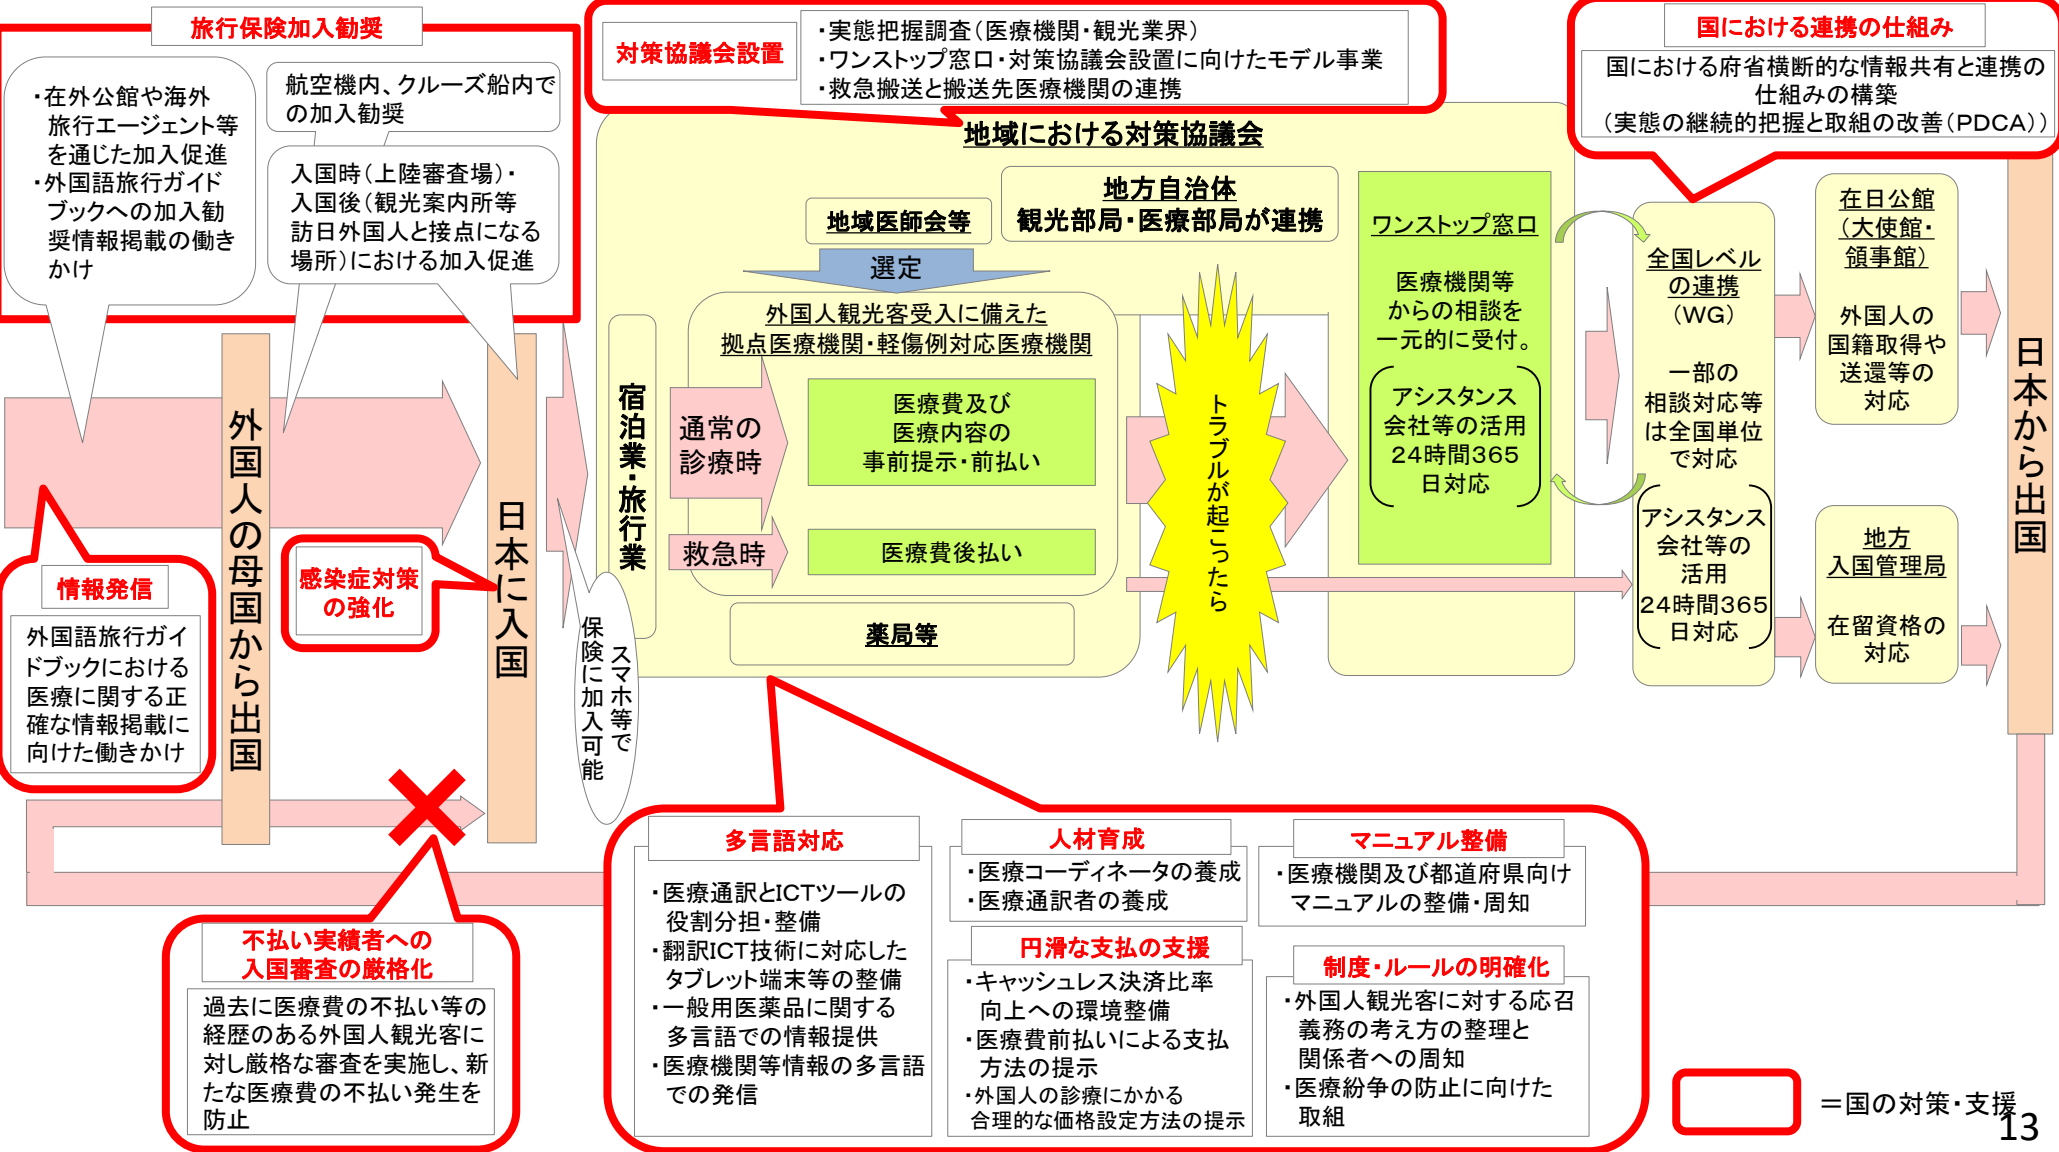 旅行保険加入勧奨
・在外公館や海外
旅行エージェント等
を通じた加入促進
・外国語旅行ガイド
ブックへの加入勧
奨情報掲載の働き
かけ
航空機内、クルーズ船内で
の加入勧奨
入国時（上陸審査場）・
入国後（観光案内所等
訪日外国人と接点になる
場所）における加入促進
対策協議会設置
・実態把握調査（医療機関・観光業界）
・ワンストップ窓口・対策協議会設置に向けたモデル事業
・救急搬送と搬送先医療機関の連携
国における連携の仕組み
国における府省横断的な情報共有と連携の
仕組みの構築
（実態の継続的把握と取組の改善（PDCA））
地域における対策協議会
地域医師会等
地方自治体
観光部局・医療部局が連携
選定
外国人観光客受入に備えた
拠点医療機関・軽傷例対応医療機関
宿泊業・旅行業
通常の
診療時
医療費及び
医療内容の
事前提示・前払い
救急時
医療費後払い
薬局等
トラブルが起こったら
ワンストップ窓口
医療機関等
からの相談を
一元的に受付。
アシスタンス
会社等の活用
24時間365
日対応
全国レベル
の連携
（WG）
一部の
相談対応等
は全国単位
で対応
アシスタンス
会社等の
活用
24時間365
日対応
在日公館
（大使館・
領事館）
外国人の
国籍取得や
送還等の
対応
地方
入国管理局
在留資格の
対応
日本から出国
外国人の母国から出国
日本に入国
スマホ等で
保険に加入可能
情報発信
外国語旅行ガイ
ドブックにおける
医療に関する正
確な情報掲載に
向けた働きかけ
感染症対策
の強化
不払い実績者への
入国審査の厳格化
過去に医療費の不払い等の
経歴のある外国人観光客に
対し厳格な審査を実施し、新
たな医療費の不払い発生を
防止
多言語対応
・医療通訳とICTツールの
役割分担・整備
・翻訳ICT技術に対応した
タブレット端末等の整備
・一般用医薬品に関する
多言語での情報提供
・医療機関等情報の多言語
での発信
人材育成
・医療コーディネータの養成
・医療通訳者の養成
円滑な支払の支援
・キャッシュレス決済比率
向上への環境整備
・医療費前払いによる支払
方法の提示
・外国人の診療にかかる
合理的な価格設定方法の提示
マニュアル整備
・医療機関及び都道府県向け
マニュアルの整備・周知
制度・ルールの明確化
・外国人観光客に対する応召
義務の考え方の整理と
関係者への周知
・医療紛争の防止に向けた
取組
＝国の対策・支援
13